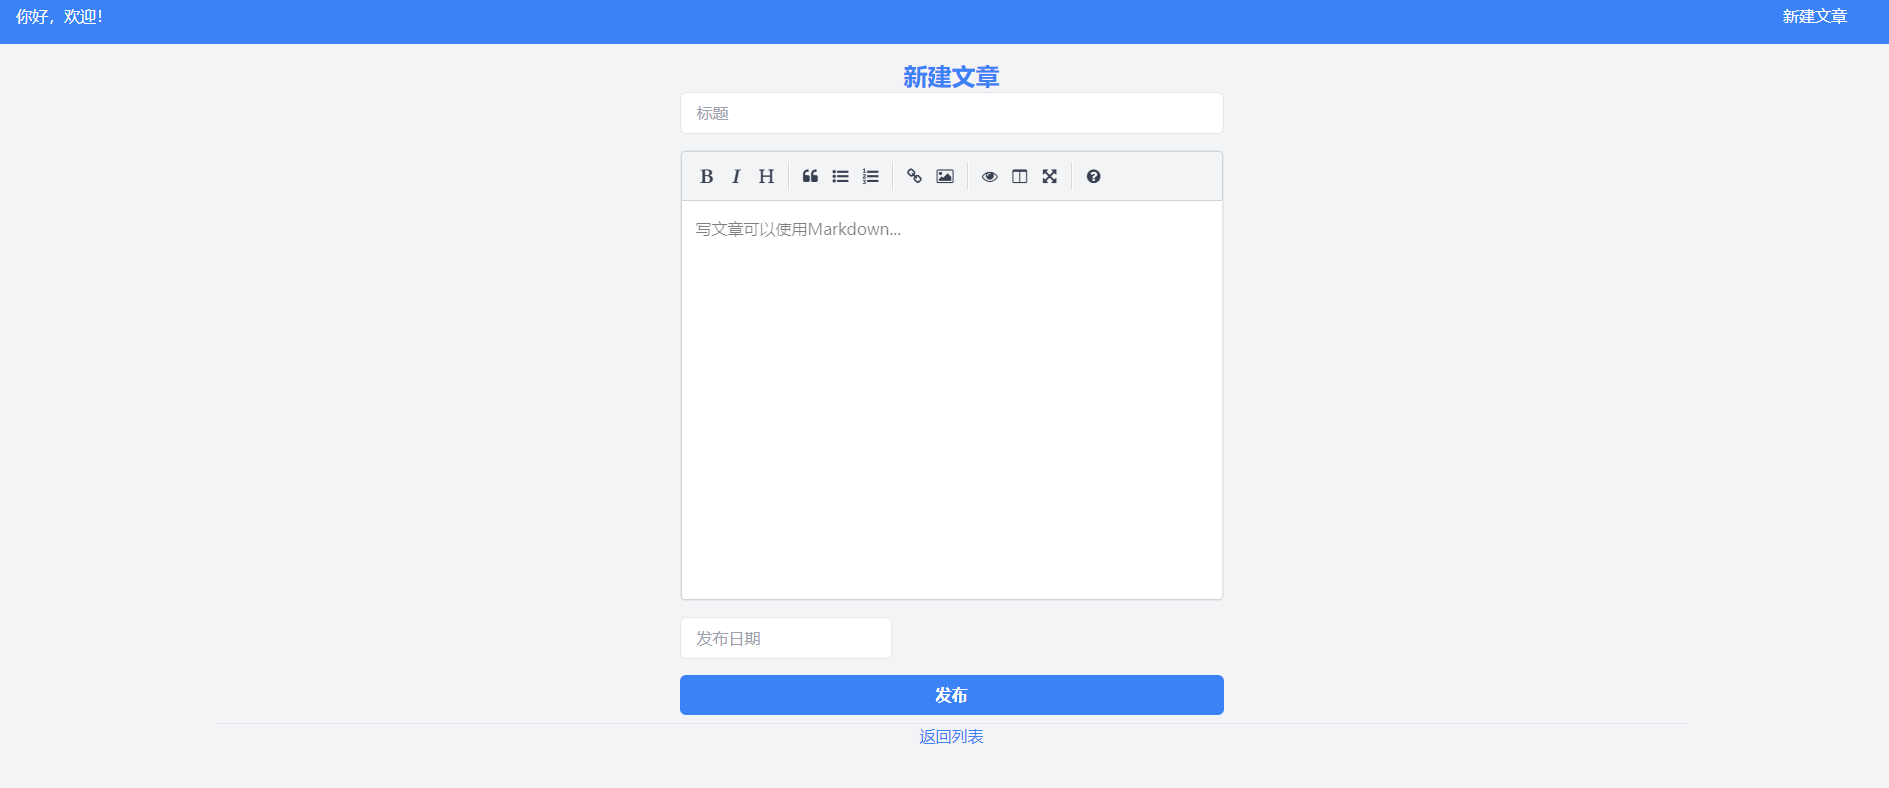 你好，欢迎！
新建文章
新建文章
标题
B I H
写文章可以使用Markdown...
发布日期
发布
返回列表